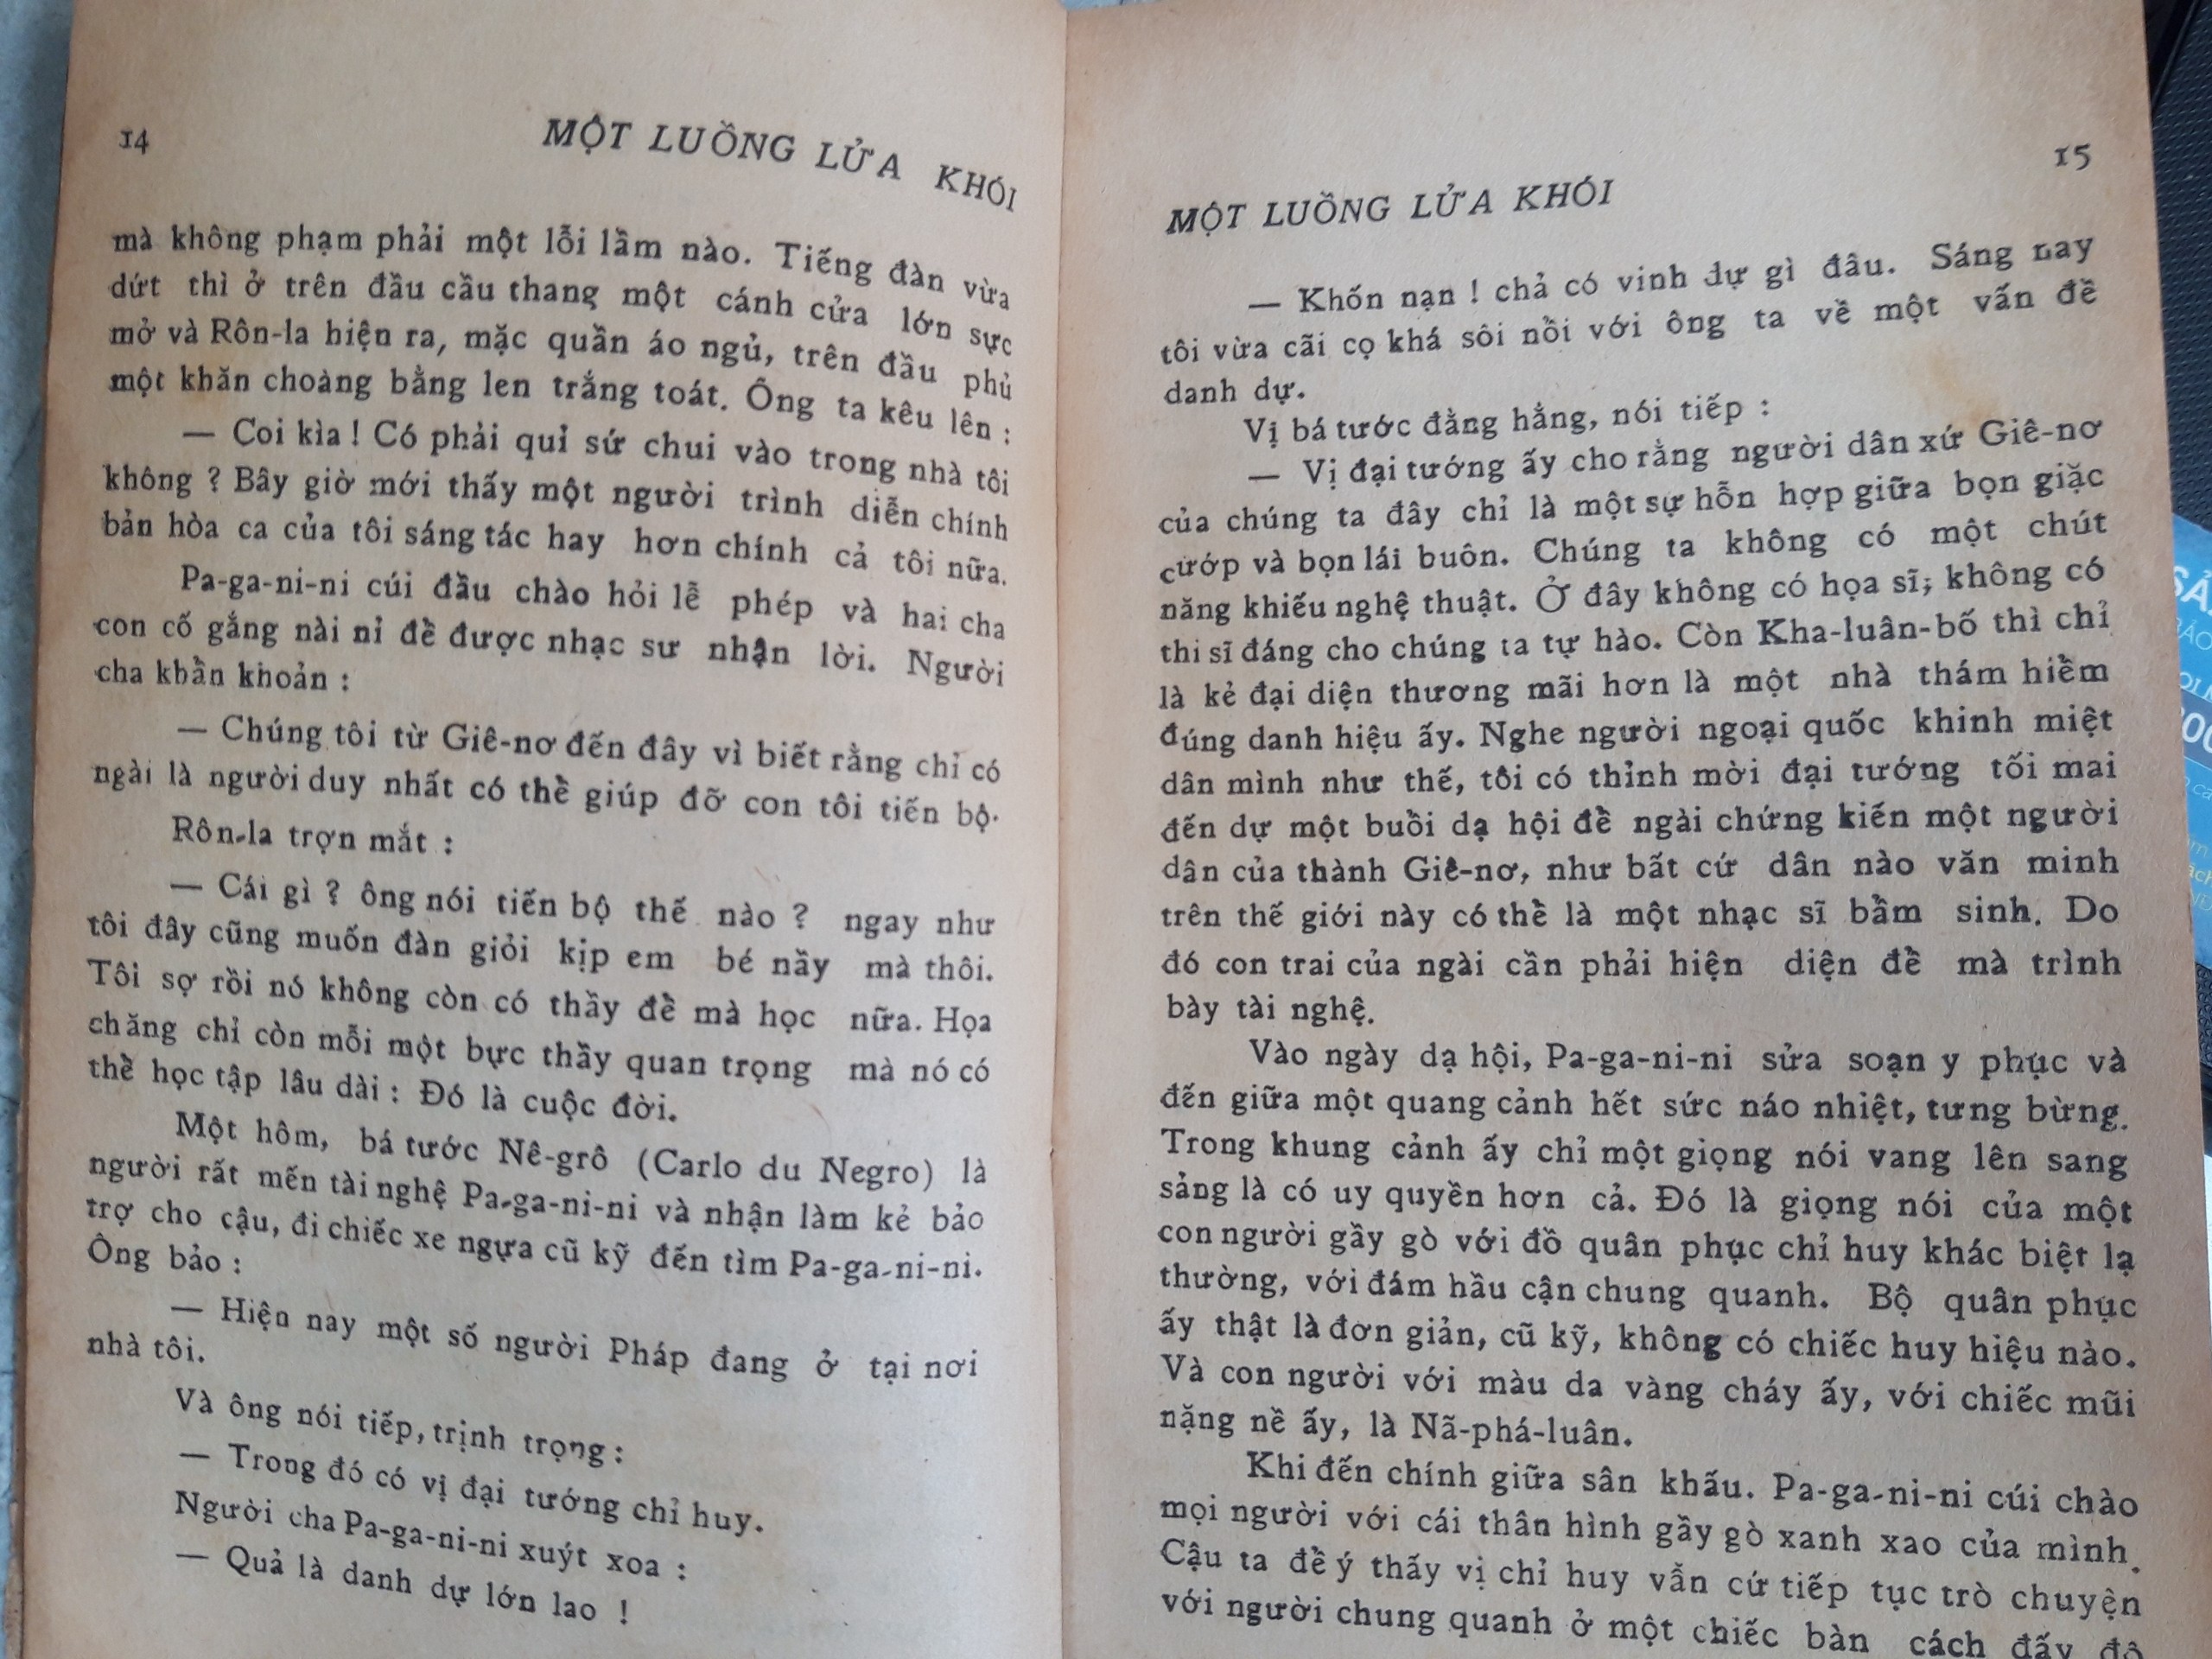 14
MỘT LUỒNG LỬA KHÓI
mà không phạm phải một lỗi lầm nào. Tiếng đàn vừa
dứt thì ở trên đầu cầu thang một cánh cửa lớn sực
mở và Rôn-la hiện ra, mặc quần áo ngủ, trên đầu phủ
một khăn choàng bằng len trắng toát. Ông ta kêu lên :
— Coi kìa ! Có phải quỉ sứ chui vào trong nhà tôi
không ? Bây giờ mới thấy một người trình diễn chính
bản hòa ca của tôi sáng tác hay hơn chính cả tôi nữa.
Pa-ga-ni-ni cúi đầu chào hỏi lễ phép và hai cha
con cố gắng nài nỉ để được nhạc sư nhận lời. Người
cha khẩn khoản :
— Chúng tôi từ Giê-nơ đến đây vì biết rằng chỉ có
ngài là người duy nhất có thể giúp đỡ con tôi tiến bộ.
Rôn-la trợn mắt :
— Cái gì ? ông nói tiến bộ thế nào ? ngay như
tôi đây cũng muốn đàn giỏi kịp em bé nầy mà thôi.
Tôi sợ rồi nó không còn có thầy để mà học nữa. Họa
chăng chỉ còn mỗi một bực thầy quan trọng mà nó có
thể học tập lâu dài : Đó là cuộc đời.
Một hôm, bá tước Nê-grô (Carlo du Negro) là
người rất mến tài nghệ Pa-ga-ni-ni và nhận làm kẻ bảo
trợ cho cậu, đi chiếc xe ngựa cũ kỹ đến tìm Pa-ga-ni-ni.
Ông bảo :
— Hiện nay một số người Pháp đang ở tại nơi
nhà tôi.
Và ông nói tiếp, trịnh trọng :
— Trong đó có vị đại tướng chỉ huy.
Người cha Pa-ga-ni-ni xuýt xoa :
— Quả là danh dự lớn lao !
15
MỘT LUỒNG LỬA KHÓI
— Khốn nạn ! chả có vinh dự gì đâu. Sáng nay
tôi vừa cãi cọ khá sôi nổi với ông ta về một vấn đề
danh dự.
Vị bá tước đằng hắng, nói tiếp :
— Vị đại tướng ấy cho rằng người dân xứ Giê-nơ
của chúng ta đây chỉ là một sự hỗn hợp giữa bọn giặc
cướp và bọn lái buôn. Chúng ta không có một chút
năng khiếu nghệ thuật. Ở đây không có họa sĩ, không có
thi sĩ đáng cho chúng ta tự hào. Còn Kha-luân-bố thì chỉ
là kẻ đại diện thương mãi hơn là một nhà thám hiểm
đúng danh hiệu ấy. Nghe người ngoại quốc khinh miệt
dân mình như thế, tôi có thỉnh mời đại tướng tối mai
đến dự một buổi dạ hội để ngài chứng kiến một người
dân của thành Giê-nơ, như bất cứ dân nào văn minh
trên thế giới này có thể là một nhạc sĩ bẩm sinh. Do
đó con trai của ngài cần phải hiện diện để mà trình
bày tài nghệ.
Vào ngày dạ hội, Pa-ga-ni-ni sửa soạn y phục và
đến giữa một quang cảnh hết sức náo nhiệt, tưng bừng.
Trong khung cảnh ấy chỉ một giọng nói vang lên sang
sảng là có uy quyền hơn cả. Đó là giọng nói của một
con người gầy gò với đồ quân phục chỉ huy khác biệt lạ
thường, với đám hầu cận chung quanh. Bộ quân phục
ấy thật là đơn giản, cũ kỹ, không có chiếc huy hiệu nào.
Và con người với màu da vàng cháy ấy, với chiếc mũi
nặng nề ấy, là Nã-phá-luân.
Khi đến chính giữa sân khấu. Pa-ga-ni-ni cúi chào
mọi người với cái thân hình gầy gò xanh xao của mình.
Cậu ta để ý thấy vị chỉ huy vẫn cứ tiếp tục trò chuyện
với người chung quanh ở một chiếc bàn cách đấy độ